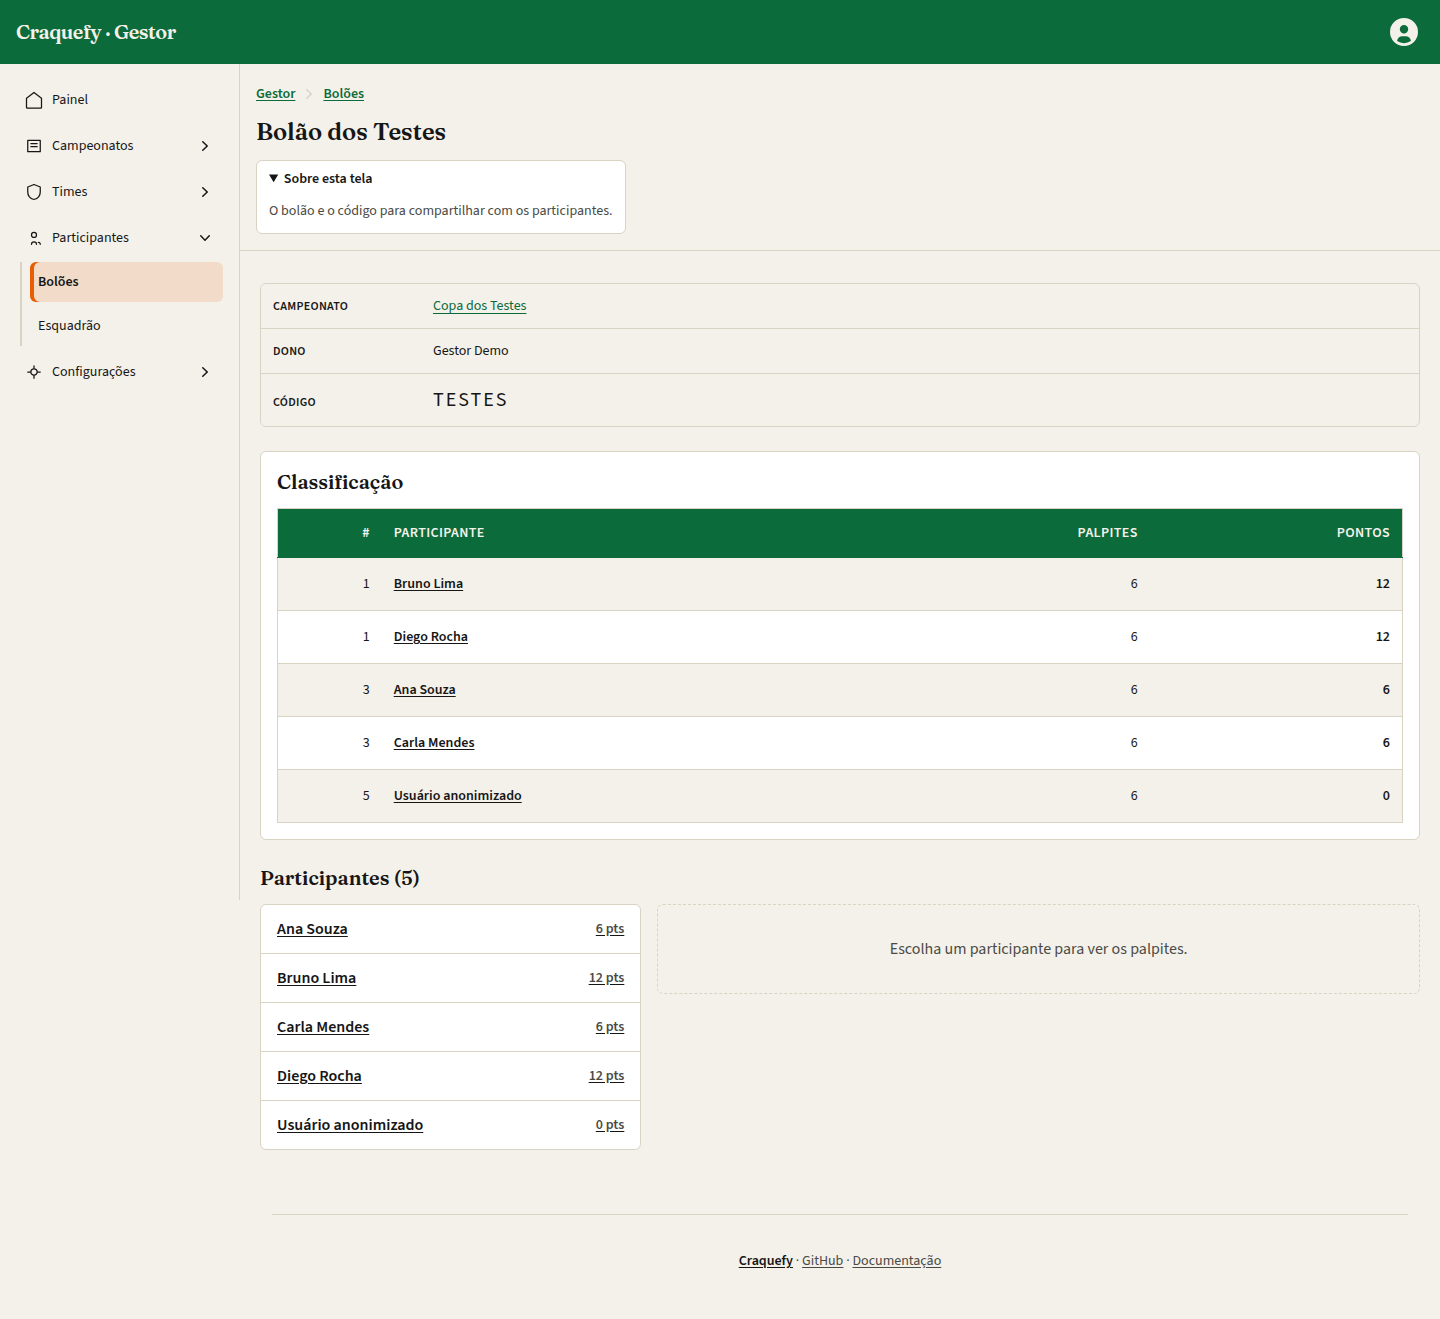 Craquefy · Gestor
Painel
Campeonatos
Times
Participantes
Bolões
Esquadrão
Configurações
Gestor Bolões
Bolão dos Testes
Sobre esta tela
O bolão e o código para compartilhar com os participantes.
CAMPEONATO Copa dos Testes
DONO Gestor Demo
CÓDIGO TESTES
Classificação
# PARTICIPANTE PALPITES PONTOS
1 Bruno Lima 6 12
1 Diego Rocha 6 12
3 Ana Souza 6 6
3 Carla Mendes 6 6
5 Usuário anonimizado 6 0
Participantes (5)
Ana Souza 6 pts
Bruno Lima 12 pts
Carla Mendes 6 pts
Diego Rocha 12 pts
Usuário anonimizado 0 pts
Escolha um participante para ver os palpites.
Craquefy · GitHub · Documentação